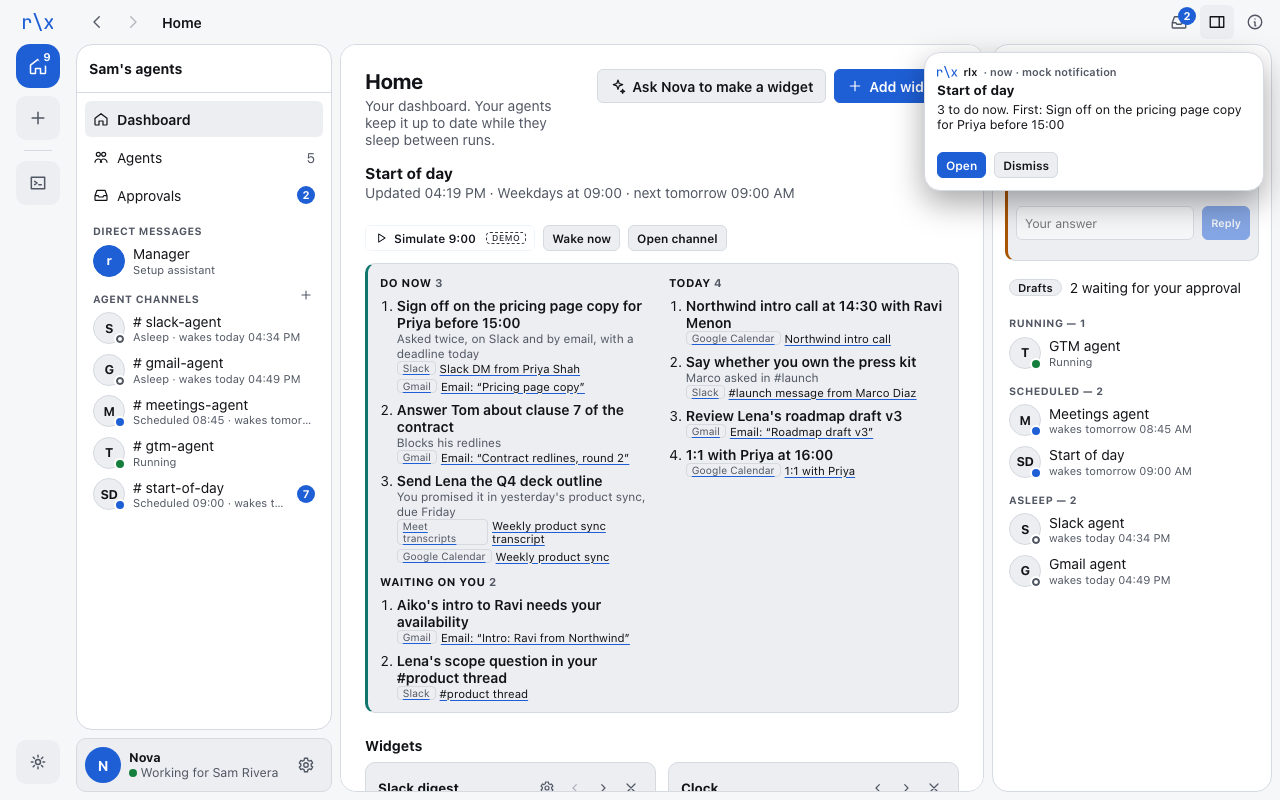 r\x
Home
2
9
Sam's agents
Dashboard
Agents
5
Approvals
2
DIRECT MESSAGES
r
Manager
Setup assistant
AGENT CHANNELS
S
# slack-agent
Asleep · wakes today 04:34 PM
G
# gmail-agent
Asleep · wakes today 04:49 PM
M
# meetings-agent
Scheduled 08:45 · wakes tomor…
T
# gtm-agent
Running
SD
# start-of-day
Scheduled 09:00 · wakes t…
7
N
Nova
Working for Sam Rivera
Home
Your dashboard. Your agents
keep it up to date while they
sleep between runs.
Ask Nova to make a widget
Add wid
Start of day
Updated 04:19 PM · Weekdays at 09:00 · next tomorrow 09:00 AM
Simulate 9:00
DEMO
Wake now
Open channel
DO NOW 3
1. Sign off on the pricing page copy for
Priya before 15:00
Asked twice, on Slack and by email, with a
deadline today
Slack Slack DM from Priya Shah
Gmail Email: “Pricing page copy”
2. Answer Tom about clause 7 of the
contract
Blocks his redlines
Gmail Email: “Contract redlines, round 2”
3. Send Lena the Q4 deck outline
You promised it in yesterday's product sync,
due Friday
Meet transcripts Weekly product sync transcript
Google Calendar Weekly product sync
WAITING ON YOU 2
1. Aiko's intro to Ravi needs your
availability
Gmail Email: “Intro: Ravi from Northwind”
2. Lena's scope question in your
#product thread
Slack #product thread
TODAY 4
1. Northwind intro call at 14:30 with Ravi
Menon
Google Calendar Northwind intro call
2. Say whether you own the press kit
Marco asked in #launch
Slack #launch message from Marco Diaz
3. Review Lena's roadmap draft v3
Gmail Email: “Roadmap draft v3”
4. 1:1 with Priya at 16:00
Google Calendar 1:1 with Priya
Widgets
Slack digest
Clock
r\x rlx · now · mock notification
Start of day
3 to do now. First: Sign off on the pricing page copy
for Priya before 15:00
Open
Dismiss
Your answer
Reply
Drafts 2 waiting for your approval
RUNNING — 1
T
GTM agent
Running
SCHEDULED — 2
M
Meetings agent
wakes tomorrow 08:45 AM
SD
Start of day
wakes tomorrow 09:00 AM
ASLEEP — 2
S
Slack agent
wakes today 04:34 PM
G
Gmail agent
wakes today 04:49 PM